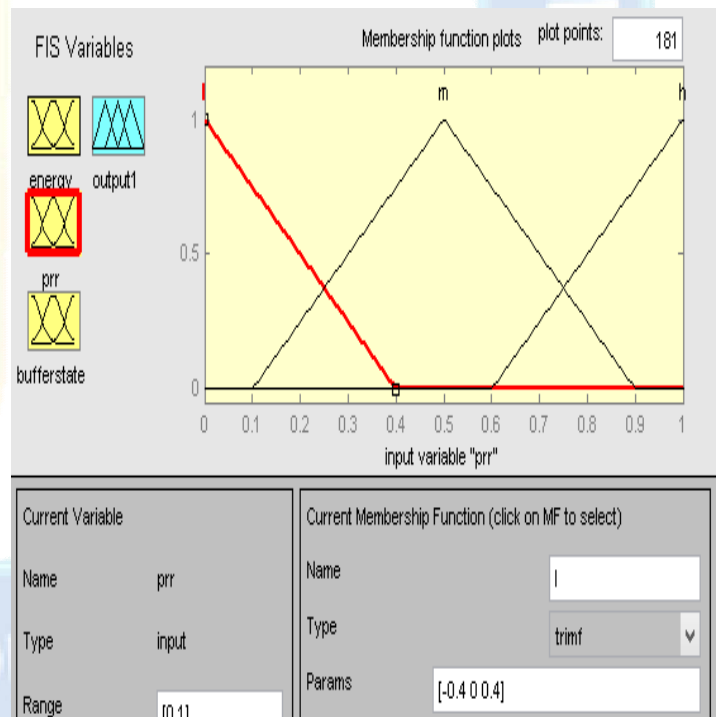 FIS Variables
Membership function plots plot points: 181
l m h
energy output1
prr
bufferstate
1
0.5
0
0 0.1 0.2 0.3 0.4 0.5 0.6 0.7 0.8 0.9 1
input variable "prr"
Current Variable
Name prr
Type input
Range [0 1]
Current Membership Function (click on MF to select)
Name l
Type trimf
Params [-0.4 0 0.4]